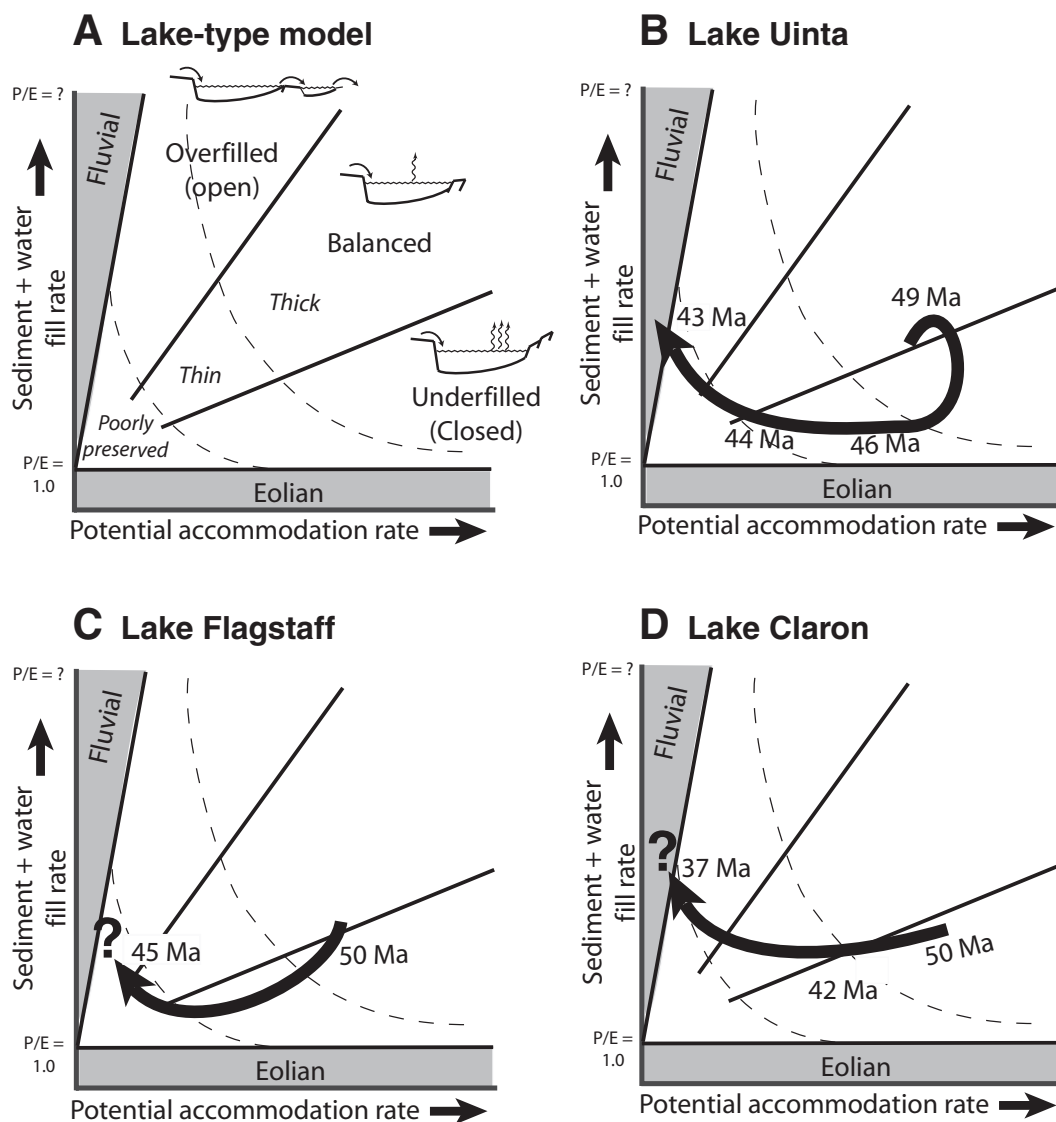 A Lake-type model
P/E = ?
Fluvial
Overfilled
(open)
Balanced
Thick
Thin
Poorly
preserved
Underfilled
(Closed)
Sediment + water
fill rate
P/E =
1.0
Eolian
Potential accommodation rate
B Lake Uinta
P/E = ?
Fluvial
49 Ma
43 Ma
44 Ma
46 Ma
Sediment + water
fill rate
P/E =
1.0
Eolian
Potential accommodation rate
C Lake Flagstaff
P/E = ?
Fluvial
?
45 Ma
50 Ma
Sediment + water
fill rate
P/E =
1.0
Eolian
Potential accommodation rate
D Lake Claron
P/E = ?
Fluvial
?
37 Ma
50 Ma
42 Ma
Sediment + water
fill rate
P/E =
1.0
Eolian
Potential accommodation rate